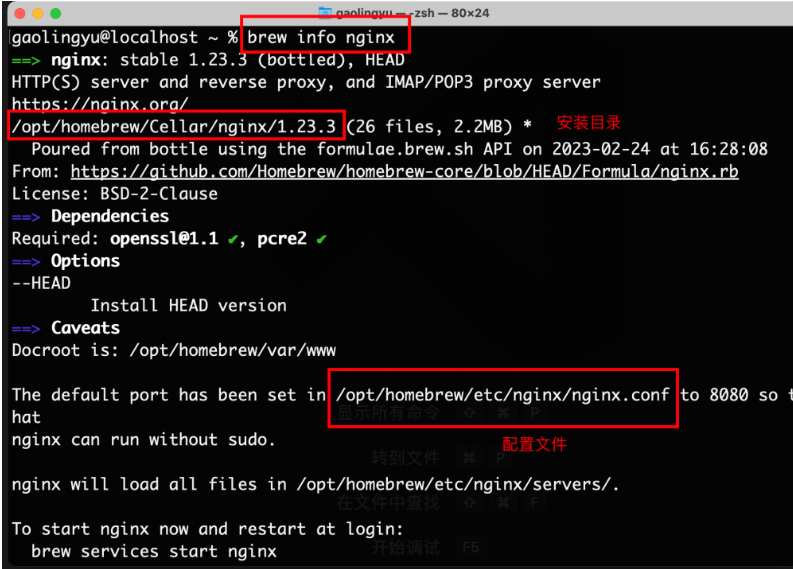 gaolingyu — -zsh — 80×24
gaolingyu@localhost ~ % brew info nginx
==> nginx: stable 1.23.3 (bottled), HEAD
HTTP(S) server and reverse proxy, and IMAP/POP3 proxy server
https://nginx.org/
/opt/homebrew/Cellar/nginx/1.23.3 (26 files, 2.2MB) * 安装目录
Poured from bottle using the formulae.brew.sh API on 2023-02-24 at 16:28:08
From: https://github.com/Homebrew/homebrew-core/blob/HEAD/Formula/nginx.rb
License: BSD-2-Clause
==> Dependencies
Required: openssl@1.1 ✔, pcre2 ✔
==> Options
--HEAD
Install HEAD version
==> Caveats
Docroot is: /opt/homebrew/var/www
The default port has been set in /opt/homebrew/etc/nginx/nginx.conf to 8080 so t
显示所有命令 ⇧ ⌘ P
hat
nginx can run without sudo. 配置文件
转到文件 ⌘ P
nginx will load all files in /opt/homebrew/etc/nginx/servers/.
在文件中查找 ⇧ ⌘ F
To start nginx now and restart at login:
brew services start nginx
开始调试 F5